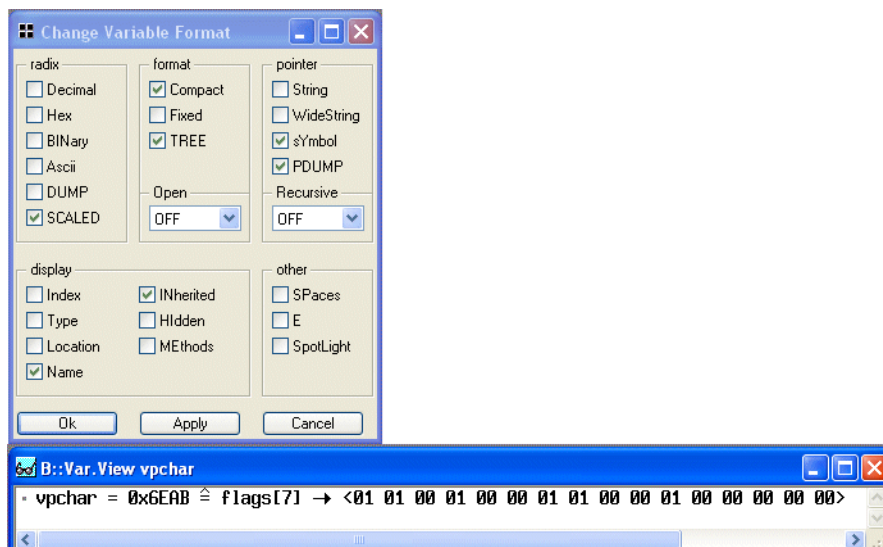 Change Variable Format
radix
Decimal
Hex
BINary
Ascii
DUMP
SCALED
format
Compact
Fixed
TREE
Open
OFF
pointer
String
WideString
sYmbol
PDUMP
Recursive
OFF
display
Index
Type
Location
Name
INherited
HIdden
MEthods
other
SPaces
E
SpotLight
Ok
Apply
Cancel
B::Var.View vpchar
vpchar = 0x6EAB ≙ flags[7] → <01 01 00 01 00 00 01 01 00 00 01 00 00 00 00 00>